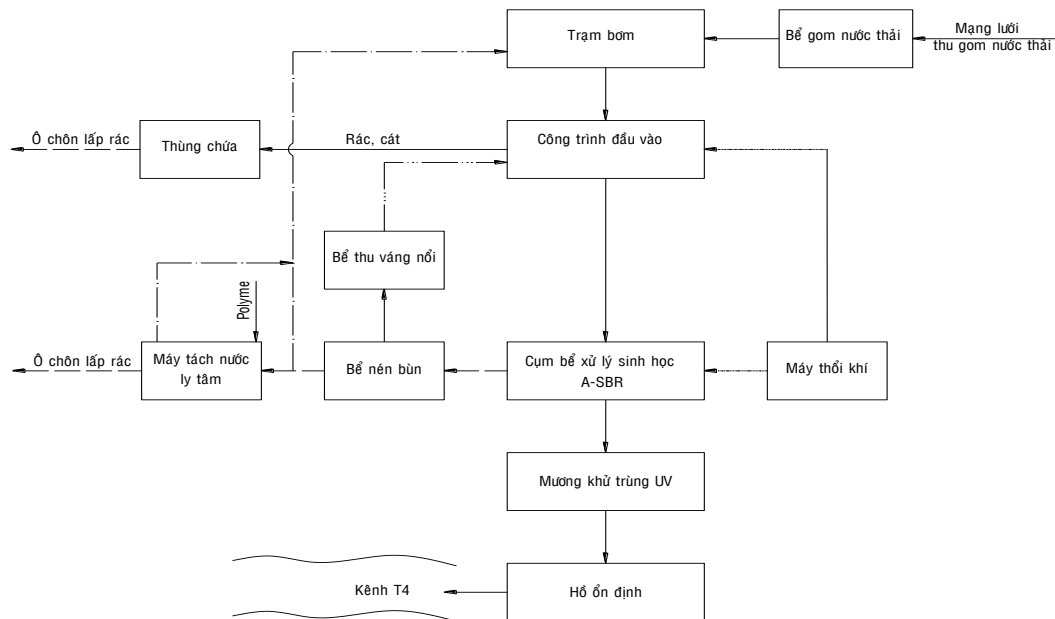 Trạm bơm
Bể gom nước thải
Mạng lưới
thu gom nước thải
Ô chôn lấp rác
Thùng chứa
Rác, cát
Công trình đầu vào
Bể thu váng nổi
Polyme
Ô chôn lấp rác
Máy tách nước
ly tâm
Bể nén bùn
Cụm bể xử lý sinh học
A-SBR
Máy thổi khí
Mương khử trùng UV
Kênh T4
Hồ ổn định